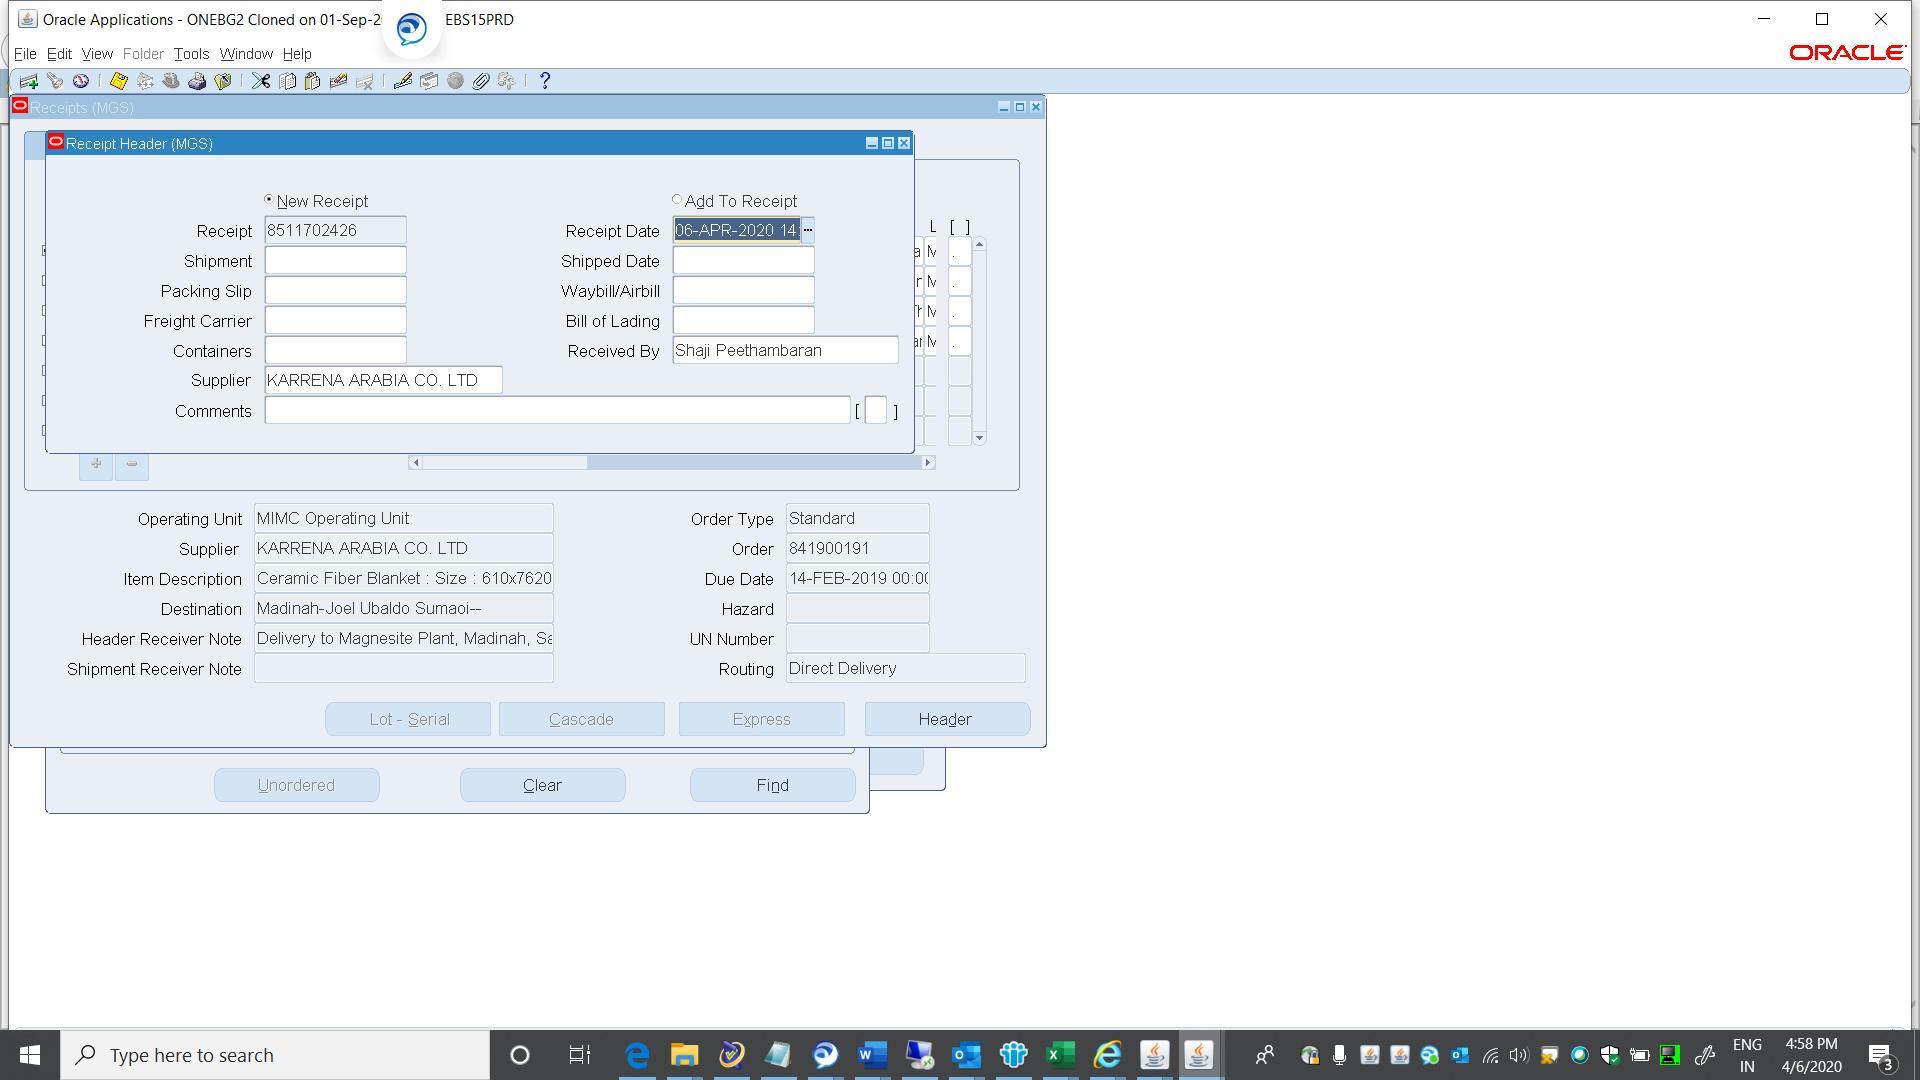 Oracle Applications - ONEBG2 Cloned on 01-Sep-2 EBS15PRD
File Edit View Folder Tools Window Help
ORACLE
Receipts (MGS)
Receipt Header (MGS)
New Receipt
Add To Receipt
Receipt 8511702426
Receipt Date 06-APR-2020 14:
L [ ]
Shipment
Shipped Date
Packing Slip
Waybill/Airbill
Freight Carrier
Bill of Lading
Containers
Received By Shaji Peethambaran
Supplier KARRENA ARABIA CO. LTD
Comments [ ]
Operating Unit MIMC Operating Unit
Order Type Standard
Supplier KARRENA ARABIA CO. LTD
Order 841900191
Item Description Ceramic Fiber Blanket : Size : 610x7620
Due Date 14-FEB-2019 00:00
Destination Madinah-Joel Ubaldo Sumaoi--
Hazard
Header Receiver Note Delivery to Magnesite Plant, Madinah, Sa
UN Number
Shipment Receiver Note
Routing Direct Delivery
Lot - Serial Cascade Express Header
Unordered Clear Find
Type here to search
ENG
IN
4:58 PM
4/6/2020
3